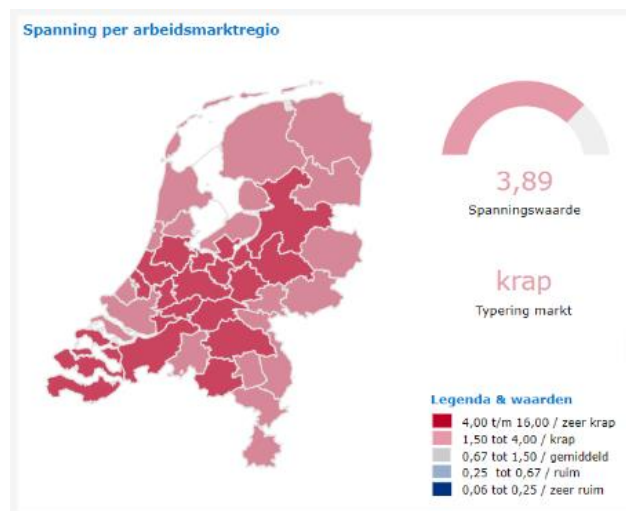 Spanning per arbeidsmarktregio
3,89
Spanningswaarde
krap
Typering markt
Legenda & waarden
4,00 t/m 16,00 / zeer krap
1,50 tot 4,00 / krap
0,67 tot 1,50 / gemiddeld
0,25 tot 0,67 / ruim
0,06 tot 0,25 / zeer ruim